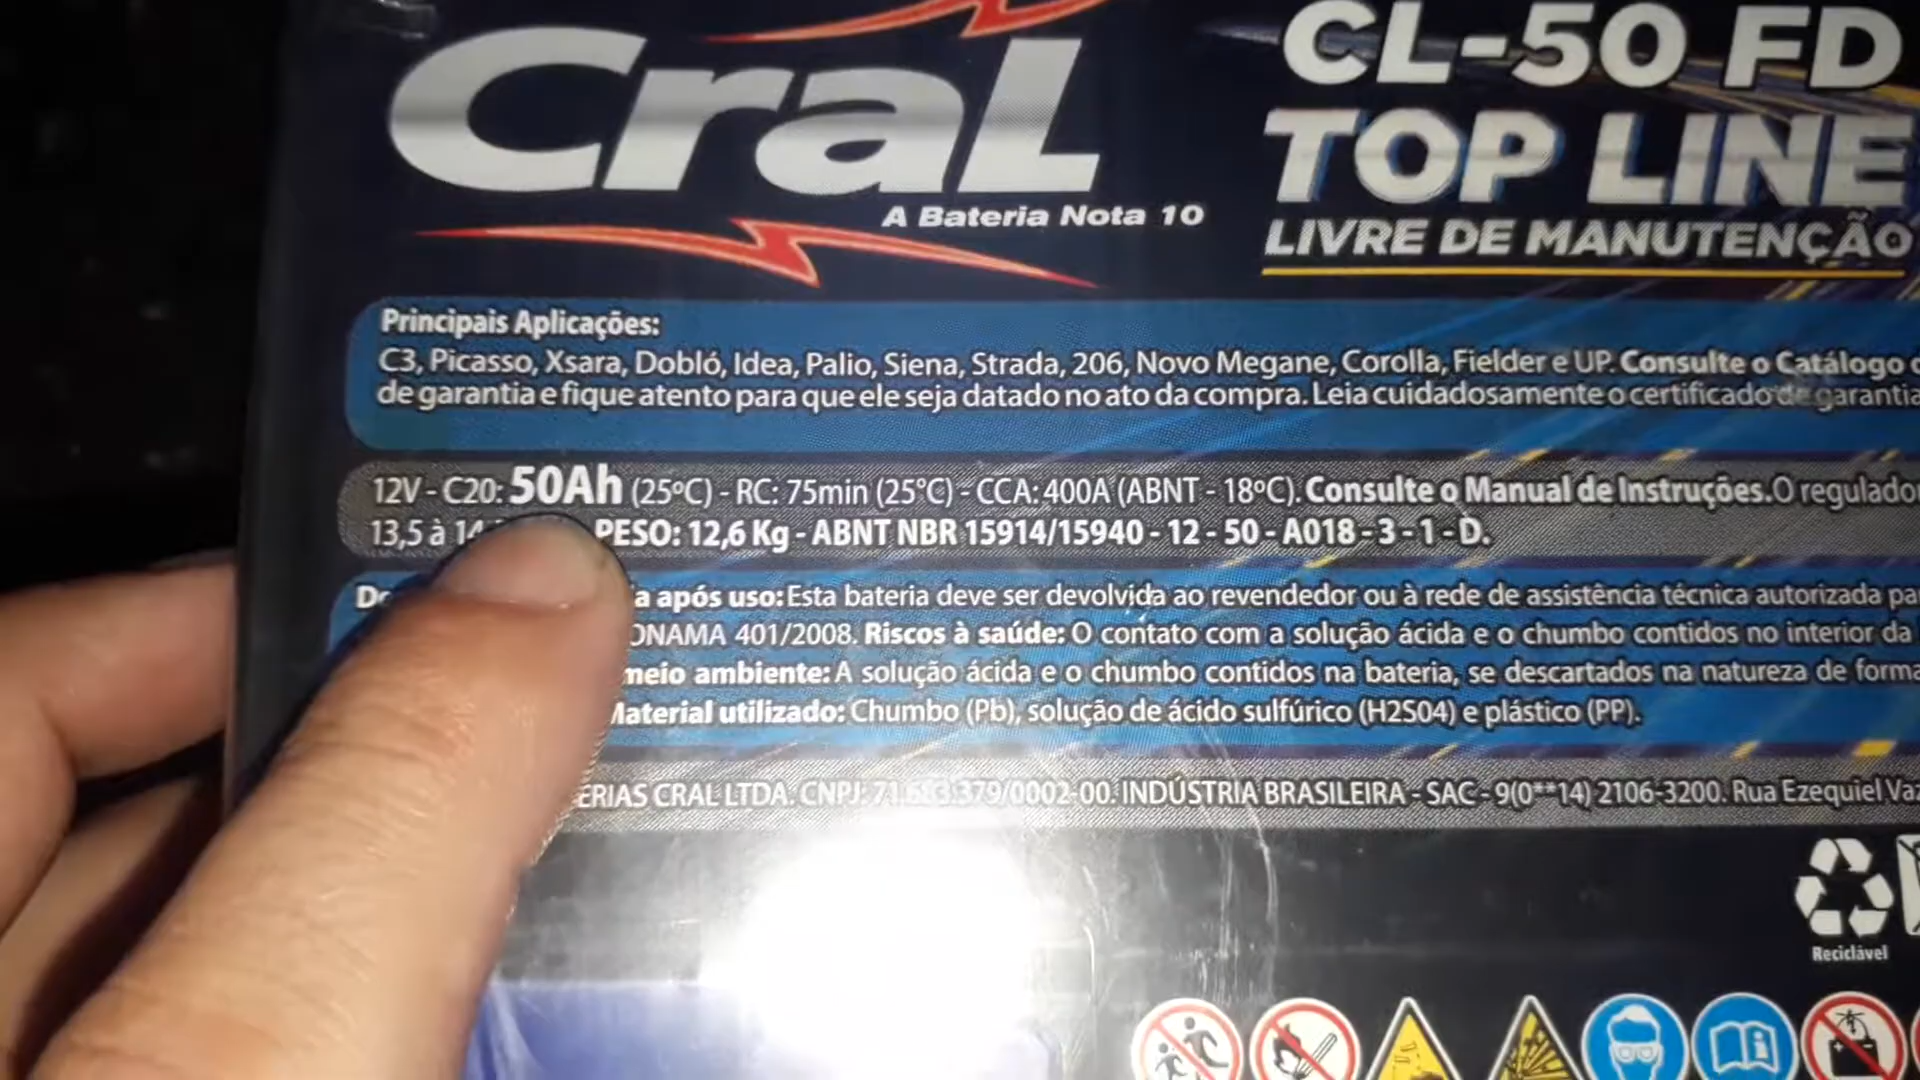 Cral
A Bateria Nota 10
CL-50 FD
TOP LINE
LIVRE DE MANUTENÇÃO
Principais Aplicações:
C3, Picasso, Xsara, Dobló, Idea, Palio, Siena, Strada, 206, Novo Megane, Corolla, Fielder e UP. Consulte o Catálogo
de garantia e fique atento para que ele seja datado no ato da compra. Leia cuidadosamente o certificado de garantia
12V - C20: 50Ah (25ºC) - RC: 75min (25°C) - CCA: 400A (ABNT - 18ºC). Consulte o Manual de Instruções. O regulador
13,5 à PESO: 12,6 Kg - ABNT NBR 15914/15940 - 12 - 50 - A018 - 3 - 1 - D.
após uso: Esta bateria deve ser devolvida ao revendedor ou à rede de assistência técnica autorizada
401/2008. Riscos à saúde: O contato com a solução ácida e o chumbo contidos no interior da
meio ambiente: A solução ácida e o chumbo contidos na bateria, se descartados na natureza de forma
Material utilizado: Chumbo (Pb), solução de ácido sulfúrico (H2S04) e plástico (PP).
CRAL LTDA. CNPJ: INDÚSTRIA BRASILEIRA - SAC - 9(0**14) 2106-3200. Rua Ezequiel
Reciclável